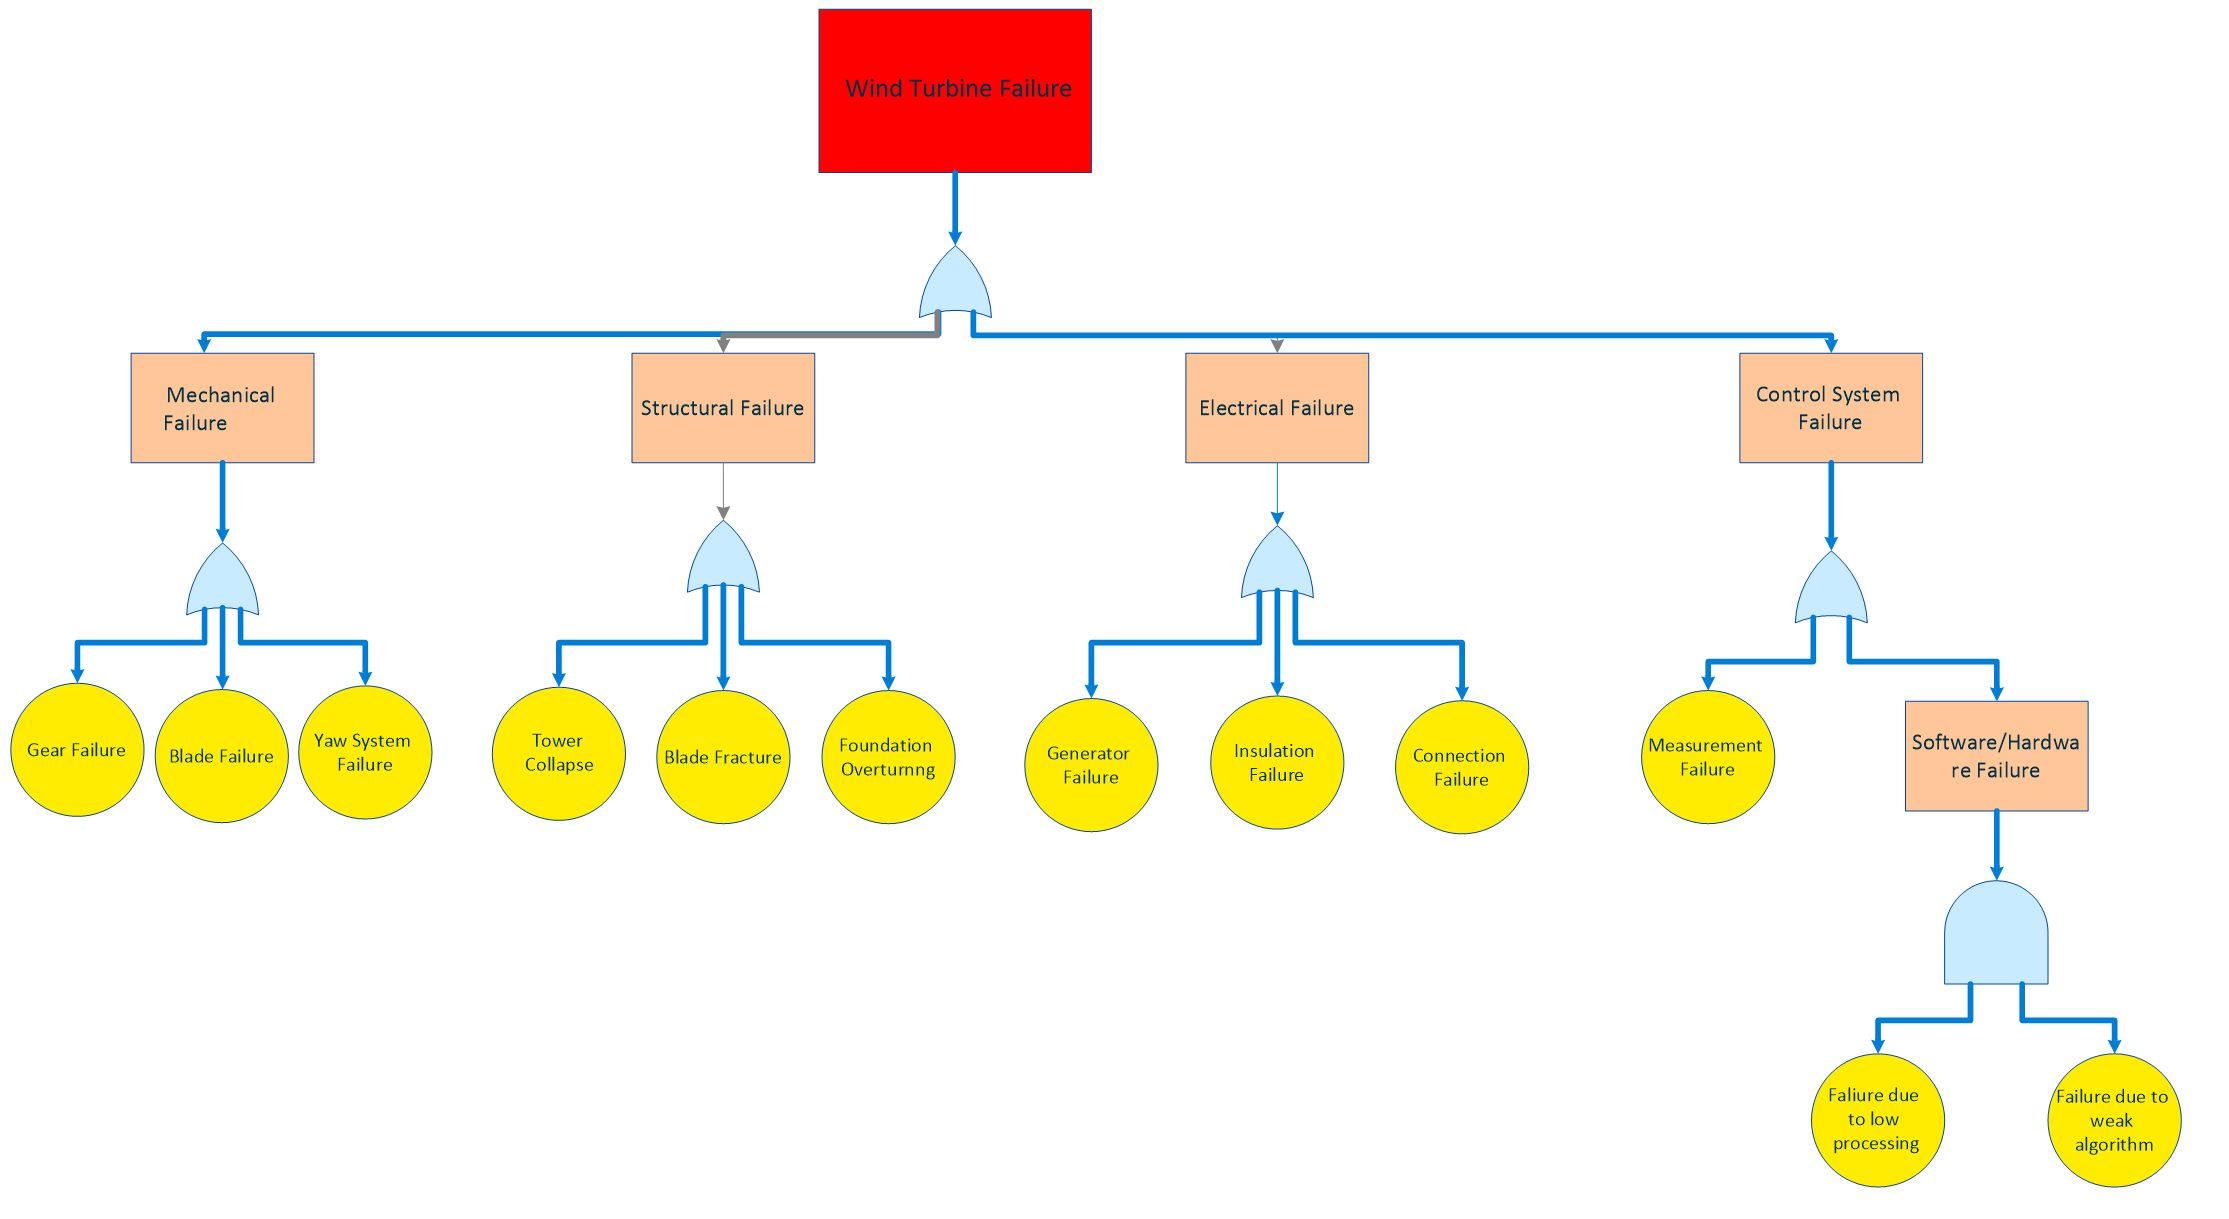 Wind Turbine Failure
Mechanical
Failure
Structural Failure
Electrical Failure
Control System
Failure
Gear Failure
Blade Failure
Yaw System
Failure
Tower
Collapse
Blade Fracture
Foundation
Overturnng
Generator
Failure
Insulation
Failure
Connection
Failure
Measurement
Failure
Software/Hardwa
re Failure
Faliure due
to low
processing
Failure due to
weak
algorithm